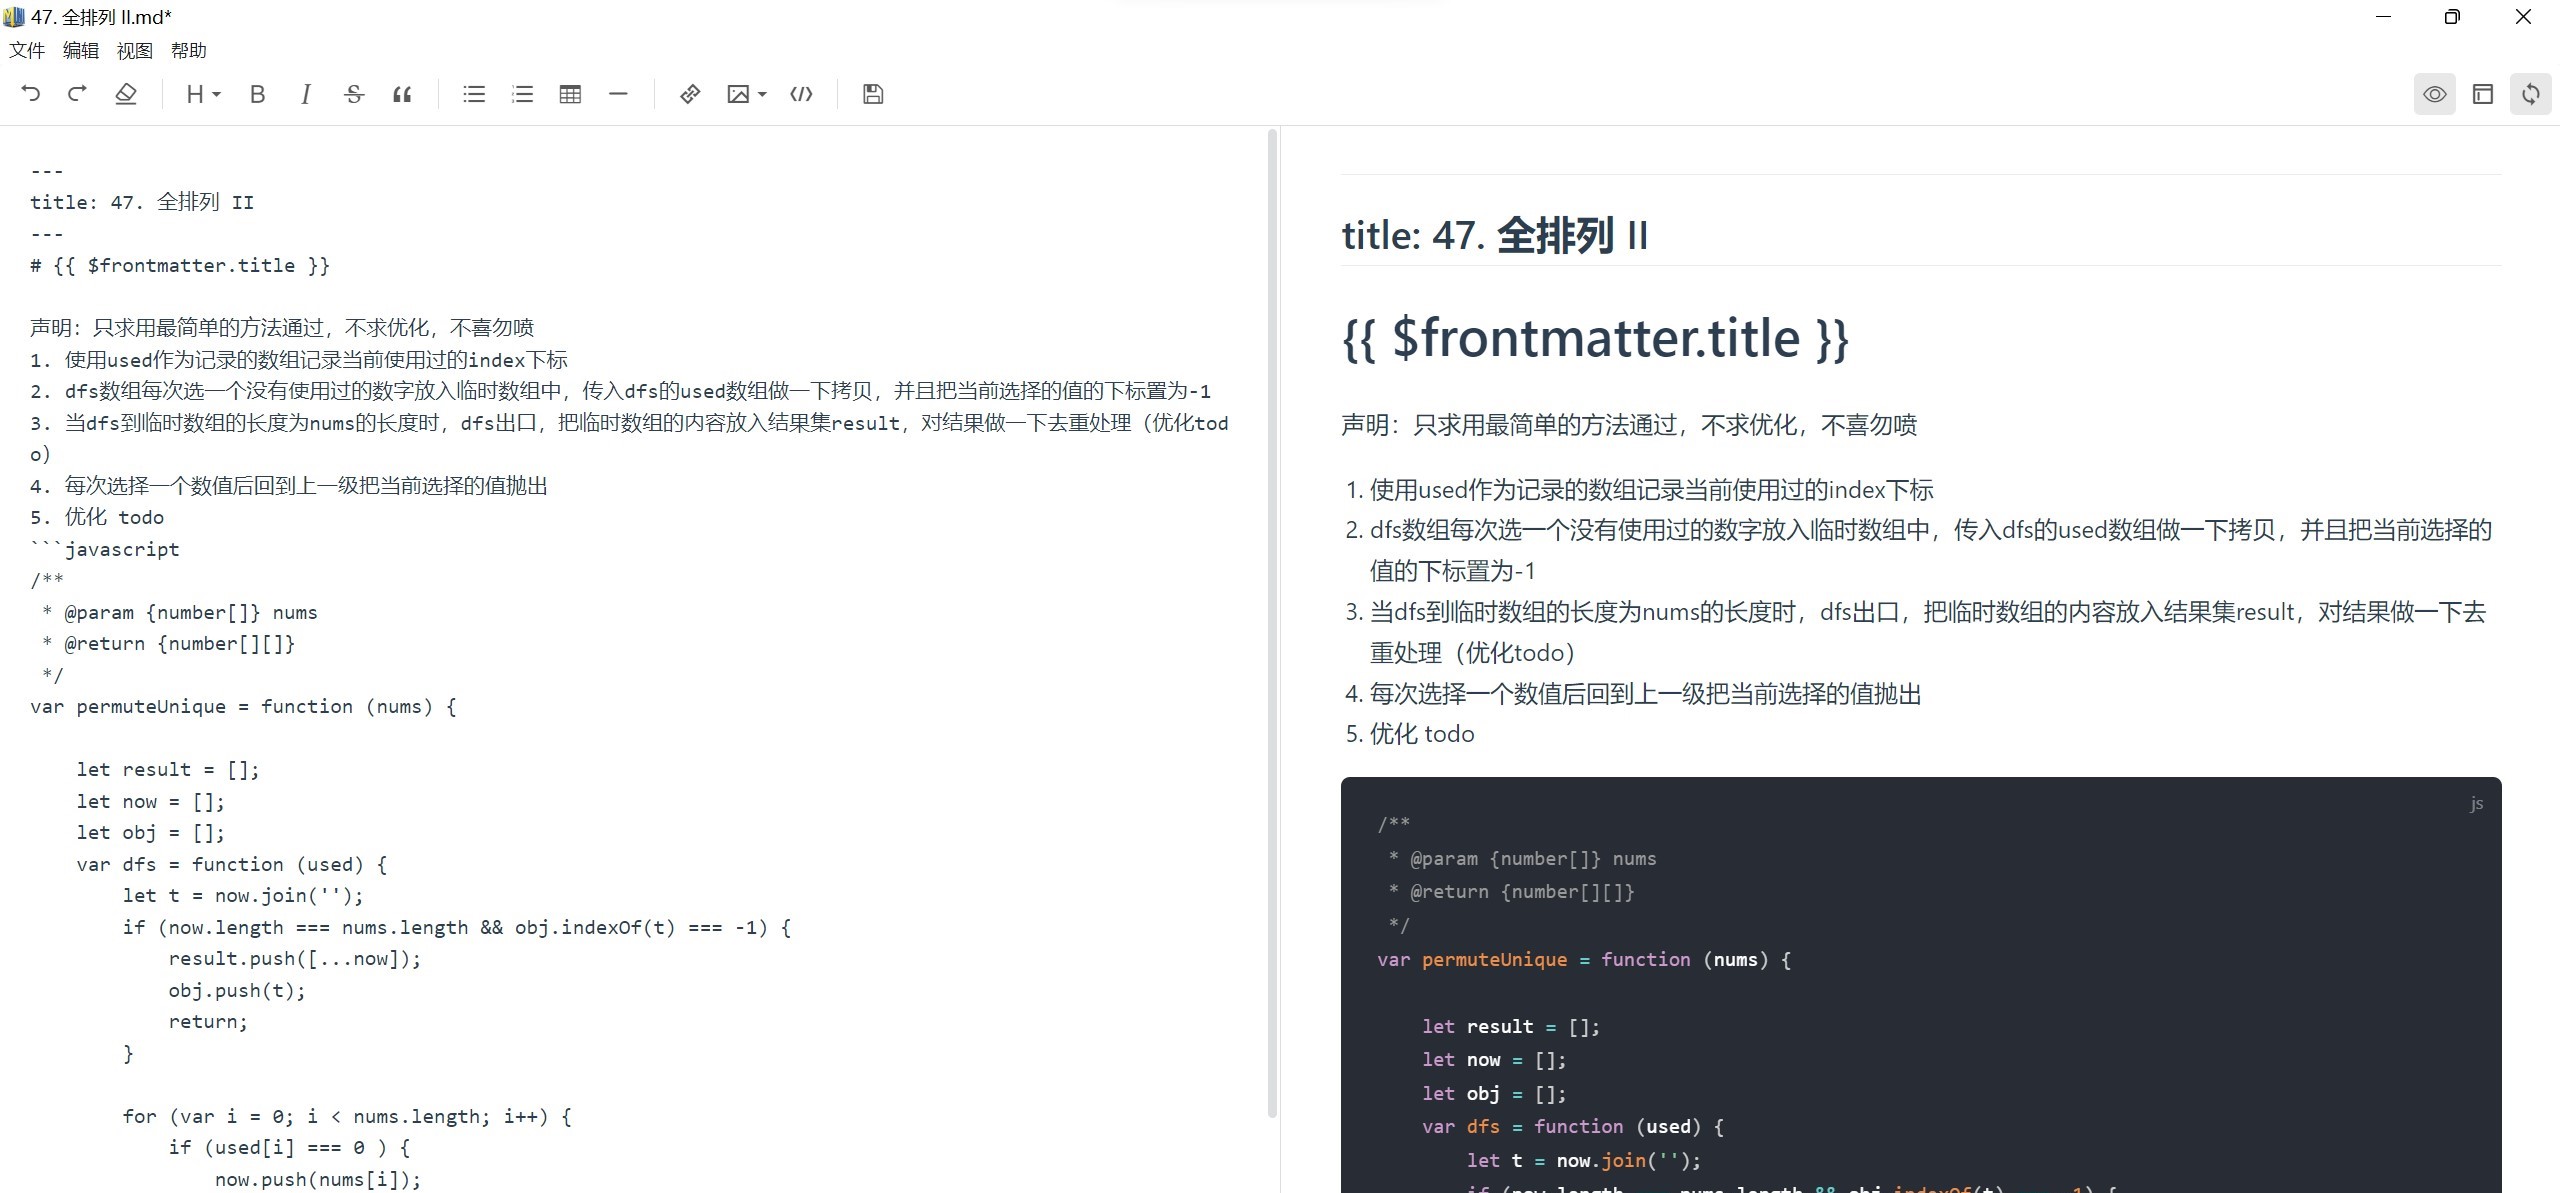 47. 全排列 II.md*
文件 编辑 视图 帮助
H B I S
---
title: 47. 全排列 II
---
# {{ $frontmatter.title }}
声明：只求用最简单的方法通过，不求优化，不喜勿喷
1. 使用used作为记录的数组记录当前使用过的index下标
2. dfs数组每次选一个没有使用过的数字放入临时数组中，传入dfs的used数组做一下拷贝，并且把当前选择的值的下标置为-1
3. 当dfs到临时数组的长度为nums的长度时，dfs出口，把临时数组的内容放入结果集result，对结果做一下去重处理（优化tod
o）
4. 每次选择一个数值后回到上一级把当前选择的值抛出
5. 优化 todo
```javascript
/**
 * @param {number[]} nums
 * @return {number[][]}
 */
var permuteUnique = function (nums) {
    let result = [];
    let now = [];
    let obj = [];
    var dfs = function (used) {
        let t = now.join('');
        if (now.length === nums.length && obj.indexOf(t) === -1) {
            result.push([...now]);
            obj.push(t);
            return;
        }
        for (var i = 0; i < nums.length; i++) {
            if (used[i] === 0 ) {
                now.push(nums[i]);
title: 47. 全排列 II
{{ $frontmatter.title }}
声明：只求用最简单的方法通过，不求优化，不喜勿喷
1. 使用used作为记录的数组记录当前使用过的index下标
2. dfs数组每次选一个没有使用过的数字放入临时数组中，传入dfs的used数组做一下拷贝，并且把当前选择的
值的下标置为-1
3. 当dfs到临时数组的长度为nums的长度时，dfs出口，把临时数组的内容放入结果集result，对结果做一下去
重处理（优化todo）
4. 每次选择一个数值后回到上一级把当前选择的值抛出
5. 优化 todo
js
/**
 * @param {number[]} nums
 * @return {number[][]}
 */
var permuteUnique = function (nums) {
    let result = [];
    let now = [];
    let obj = [];
    var dfs = function (used) {
        let t = now.join('');